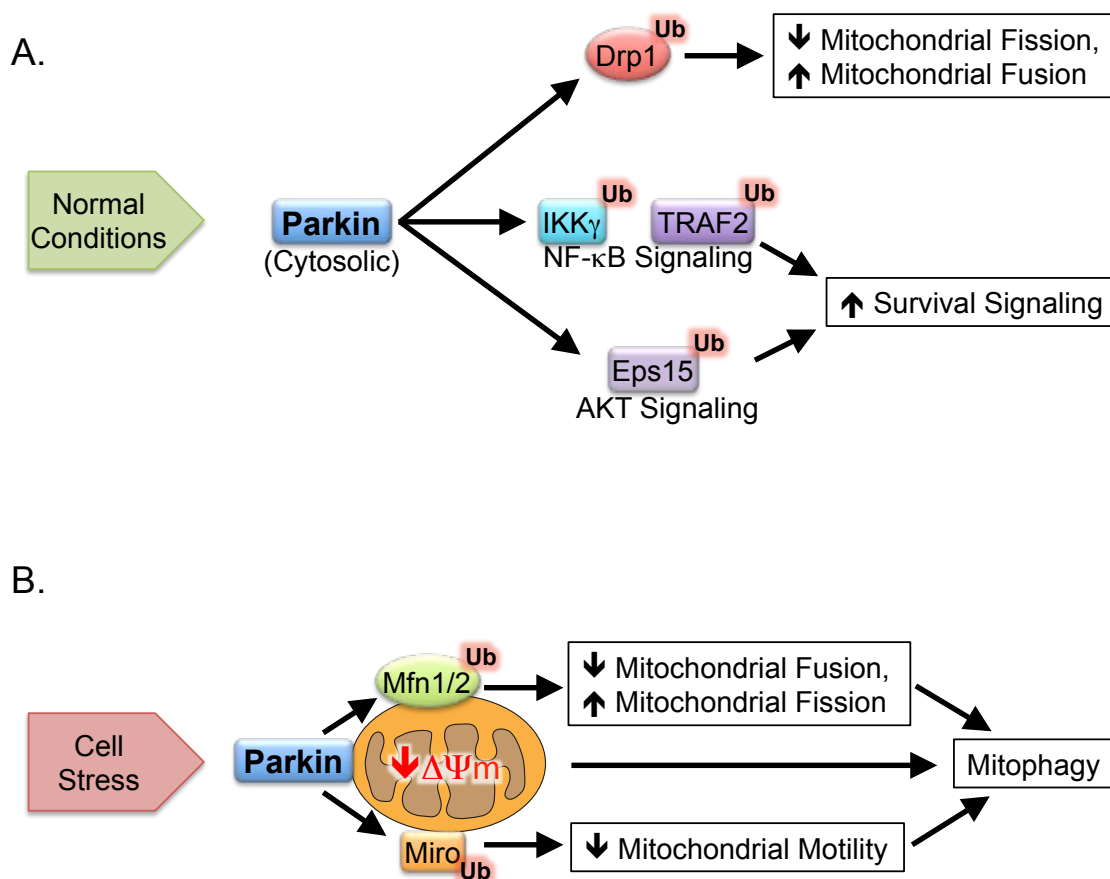 A.
Ub
Drp1
↓ Mitochondrial Fission,
↑ Mitochondrial Fusion
Normal
Conditions
Parkin
(Cytosolic)
Ub
IKKγ
Ub
TRAF2
NF-κB Signaling
↑ Survival Signaling
Ub
Eps15
AKT Signaling
B.
Ub
Mfn1/2
↓ Mitochondrial Fusion,
↑ Mitochondrial Fission
Cell
Stress
Parkin
↓ ΔΨm
Mitophagy
Miro
Ub
↓ Mitochondrial Motility